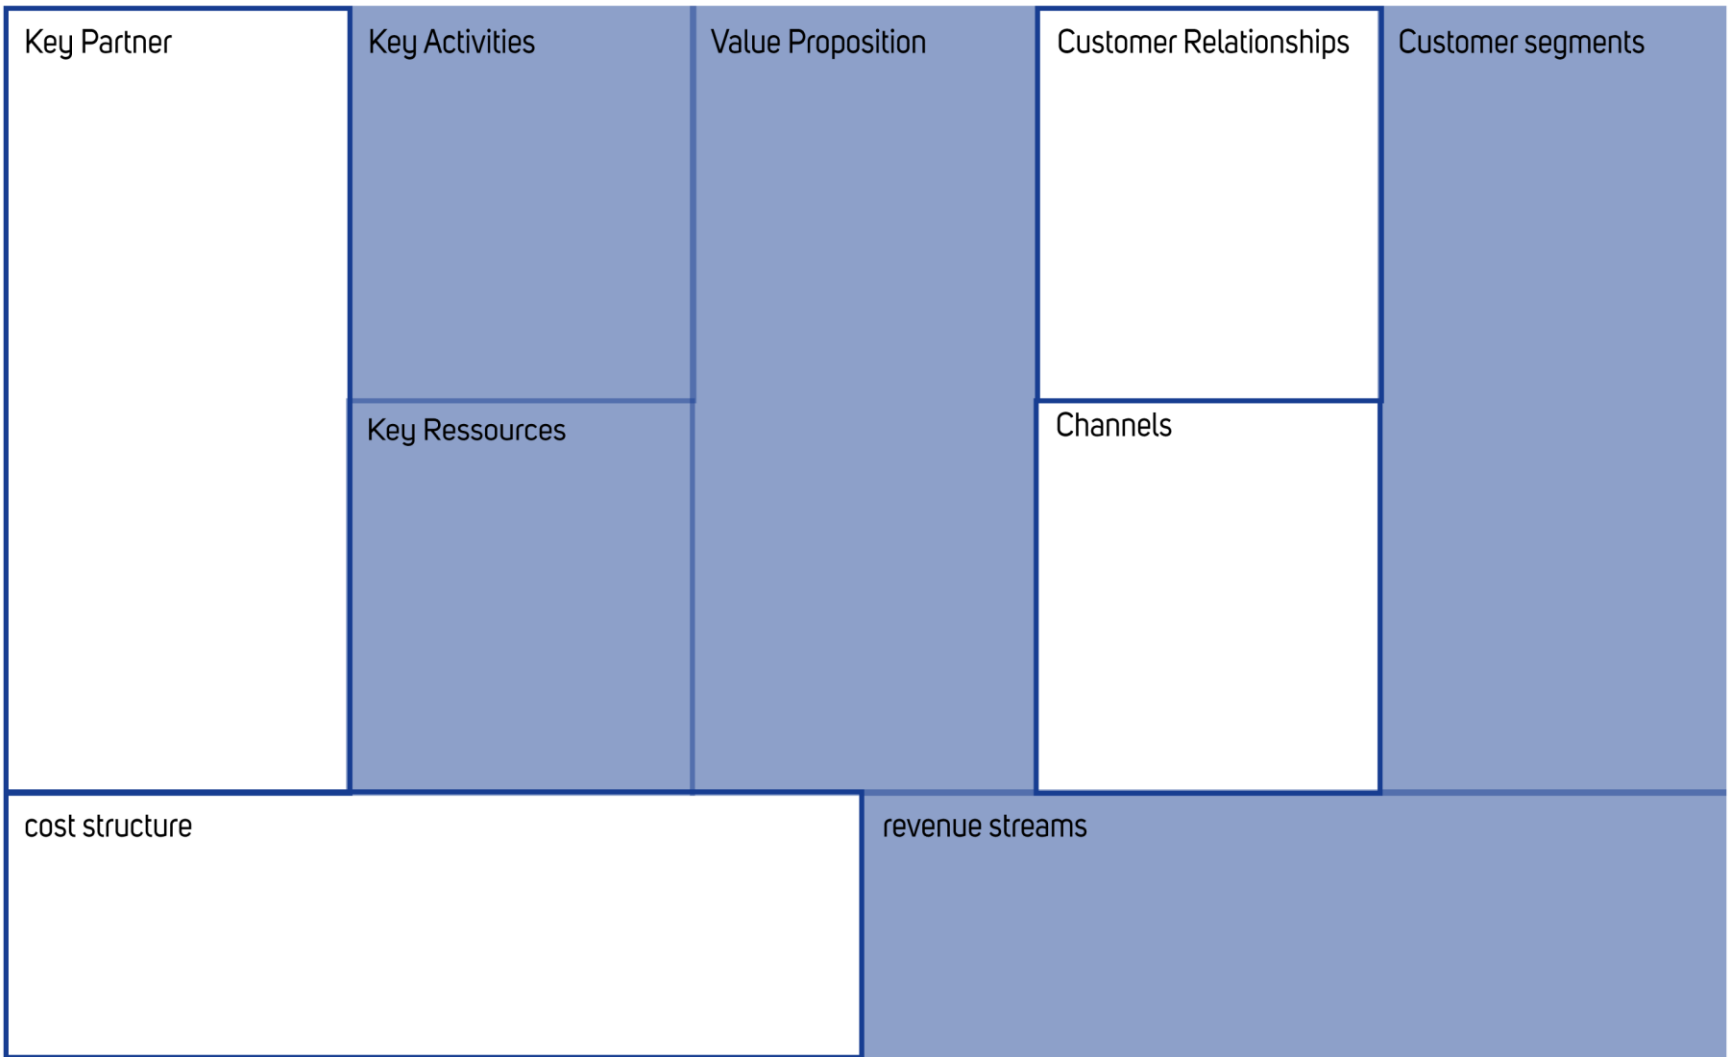 Key Partner
Key Activities
Value Proposition
Customer Relationships
Customer segments
Key Ressources
Channels
cost structure
revenue streams